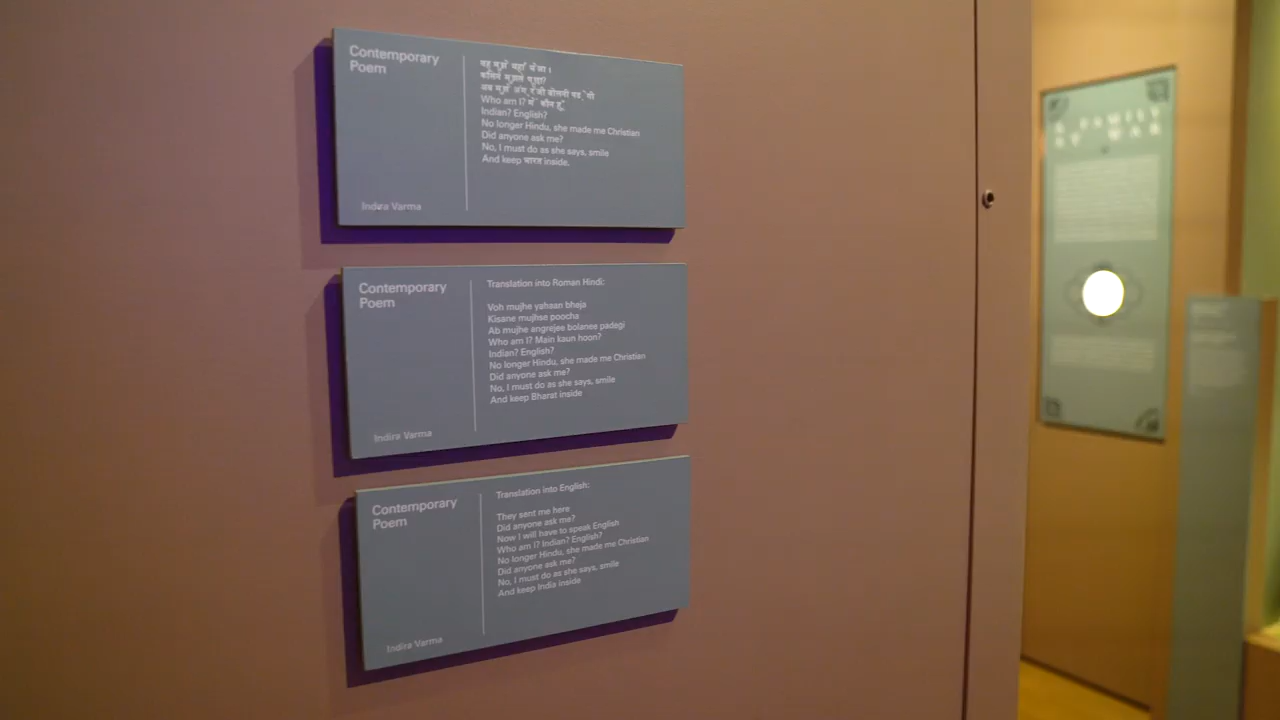 Contemporary
Poem
वह मुझे यहाँ भेजा।
Who am I? मैं कौन हूँ
Indian? English?
No longer Hindu, she made me Christian
Did anyone ask me?
No, I must do as she says, smile
And keep भारत inside.
Indira Varma
Contemporary
Poem
Translation into Roman Hindi:
Voh mujhe yahaan bheja
Kisane mujhse poocha
Ab mujhe angrejee bolanee padegi
Who am I? Main kaun hoon?
Indian? English?
No longer Hindu, she made me Christian
Did anyone ask me?
No, I must do as she says, smile
And keep Bharat inside
Indira Varma
Contemporary
Poem
Translation into English:
They sent me here
Did anyone ask me?
Now I will have to speak English
Who am I? Indian? English?
No longer Hindu, she made me Christian
Did anyone ask me?
No, I must do as she says, smile
And keep India inside
Indira Varma
A FAMILY
AT WAR